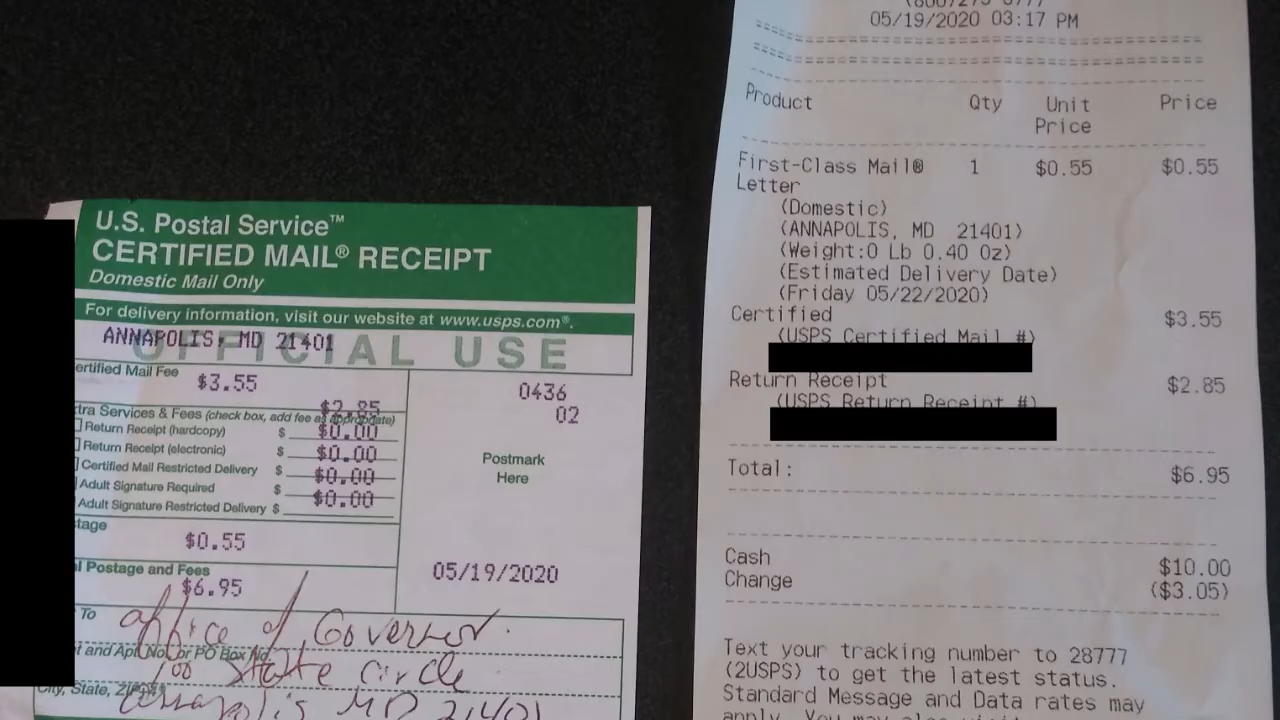 U.S. Postal Service™
CERTIFIED MAIL® RECEIPT
Domestic Mail Only
For delivery information, visit our website at www.usps.com®.
OFFICIAL USE
ANNAPOLIS, MD 21401
ertified Mail Fee
$3.55
$2.85
tra Services & Fees (check box, add fee as appropriate)
Return Receipt (hardcopy) $ $0.00
Return Receipt (electronic) $ $0.00
Certified Mail Restricted Delivery $ $0.00
Adult Signature Required $ $0.00
Adult Signature Restricted Delivery $
tage
$0.55
l Postage and Fees
$6.95
0436
02
Postmark
Here
05/19/2020
To
office of Governor
t and Apt. No., or PO Box No.
100 State Circle
City, State, ZIP+4®
Annapolis MD 21401
05/19/2020 03:17 PM
Product Qty Unit Price
Price
First-Class Mail® 1 $0.55 $0.55
Letter
(Domestic)
(ANNAPOLIS, MD 21401)
(Weight:0 Lb 0.40 Oz)
(Estimated Delivery Date)
(Friday 05/22/2020)
Certified $3.55
(USPS Certified Mail #)
Return Receipt $2.85
(USPS Return Receipt #)
Total: $6.95
Cash $10.00
Change ($3.05)
Text your tracking number to 28777
(2USPS) to get the latest status.
Standard Message and Data rates may
apply. You may also visit